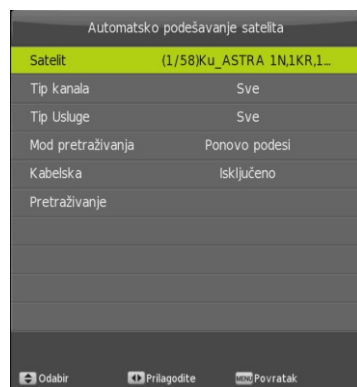 Automatsko podešavanje satelita
Satelit (1/58)Ku_ASTRA 1N,1KR,1...
Tip kanala Sve
Tip Usluge Sve
Mod pretraživanja Ponovo podesi
Kabelska Isključeno
Pretraživanje
Odabir Prilagodite MENU Povratak